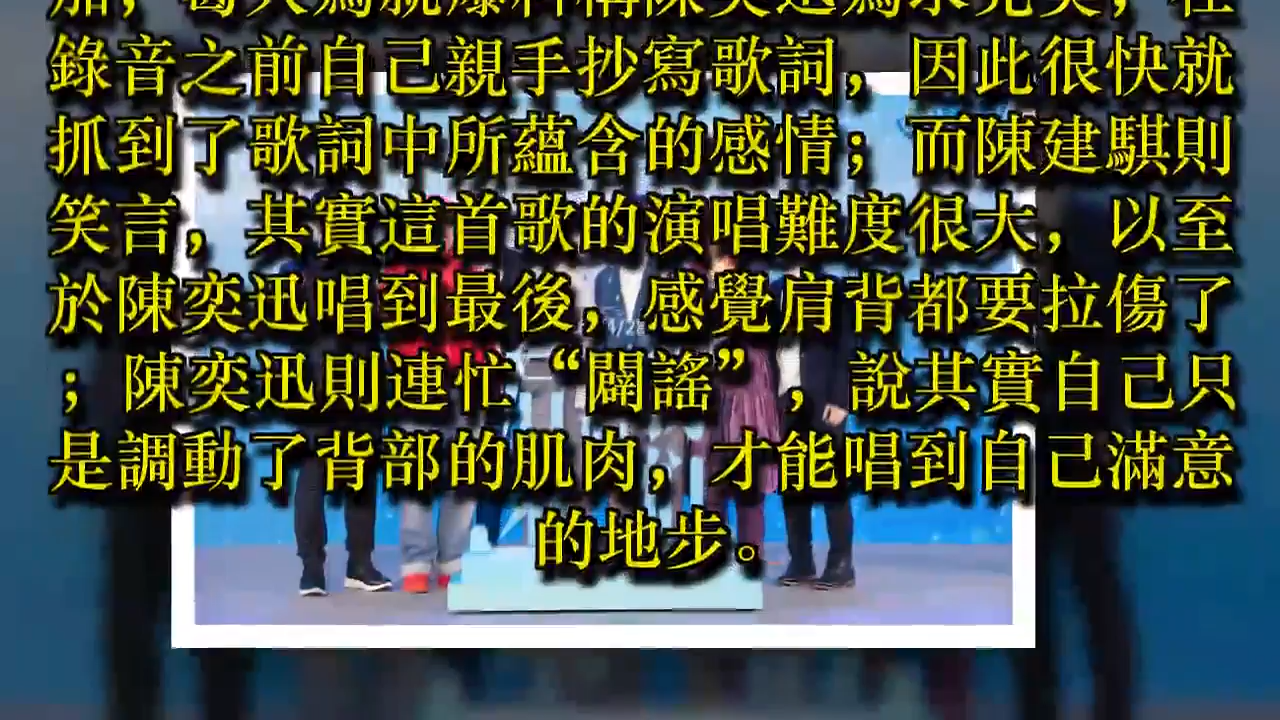 錄音之前自己親手抄寫歌詞，因此很快就
抓到了歌詞中所蘊含的感情；而陳建騏則
笑言，其實這首歌的演唱難度很大，以至
於陳奕迅唱到最後，感覺肩背都要拉傷了
；陳奕迅則連忙“闢謠”，說其實自己只
是調動了背部的肌肉，才能唱到自己滿意
的地步。